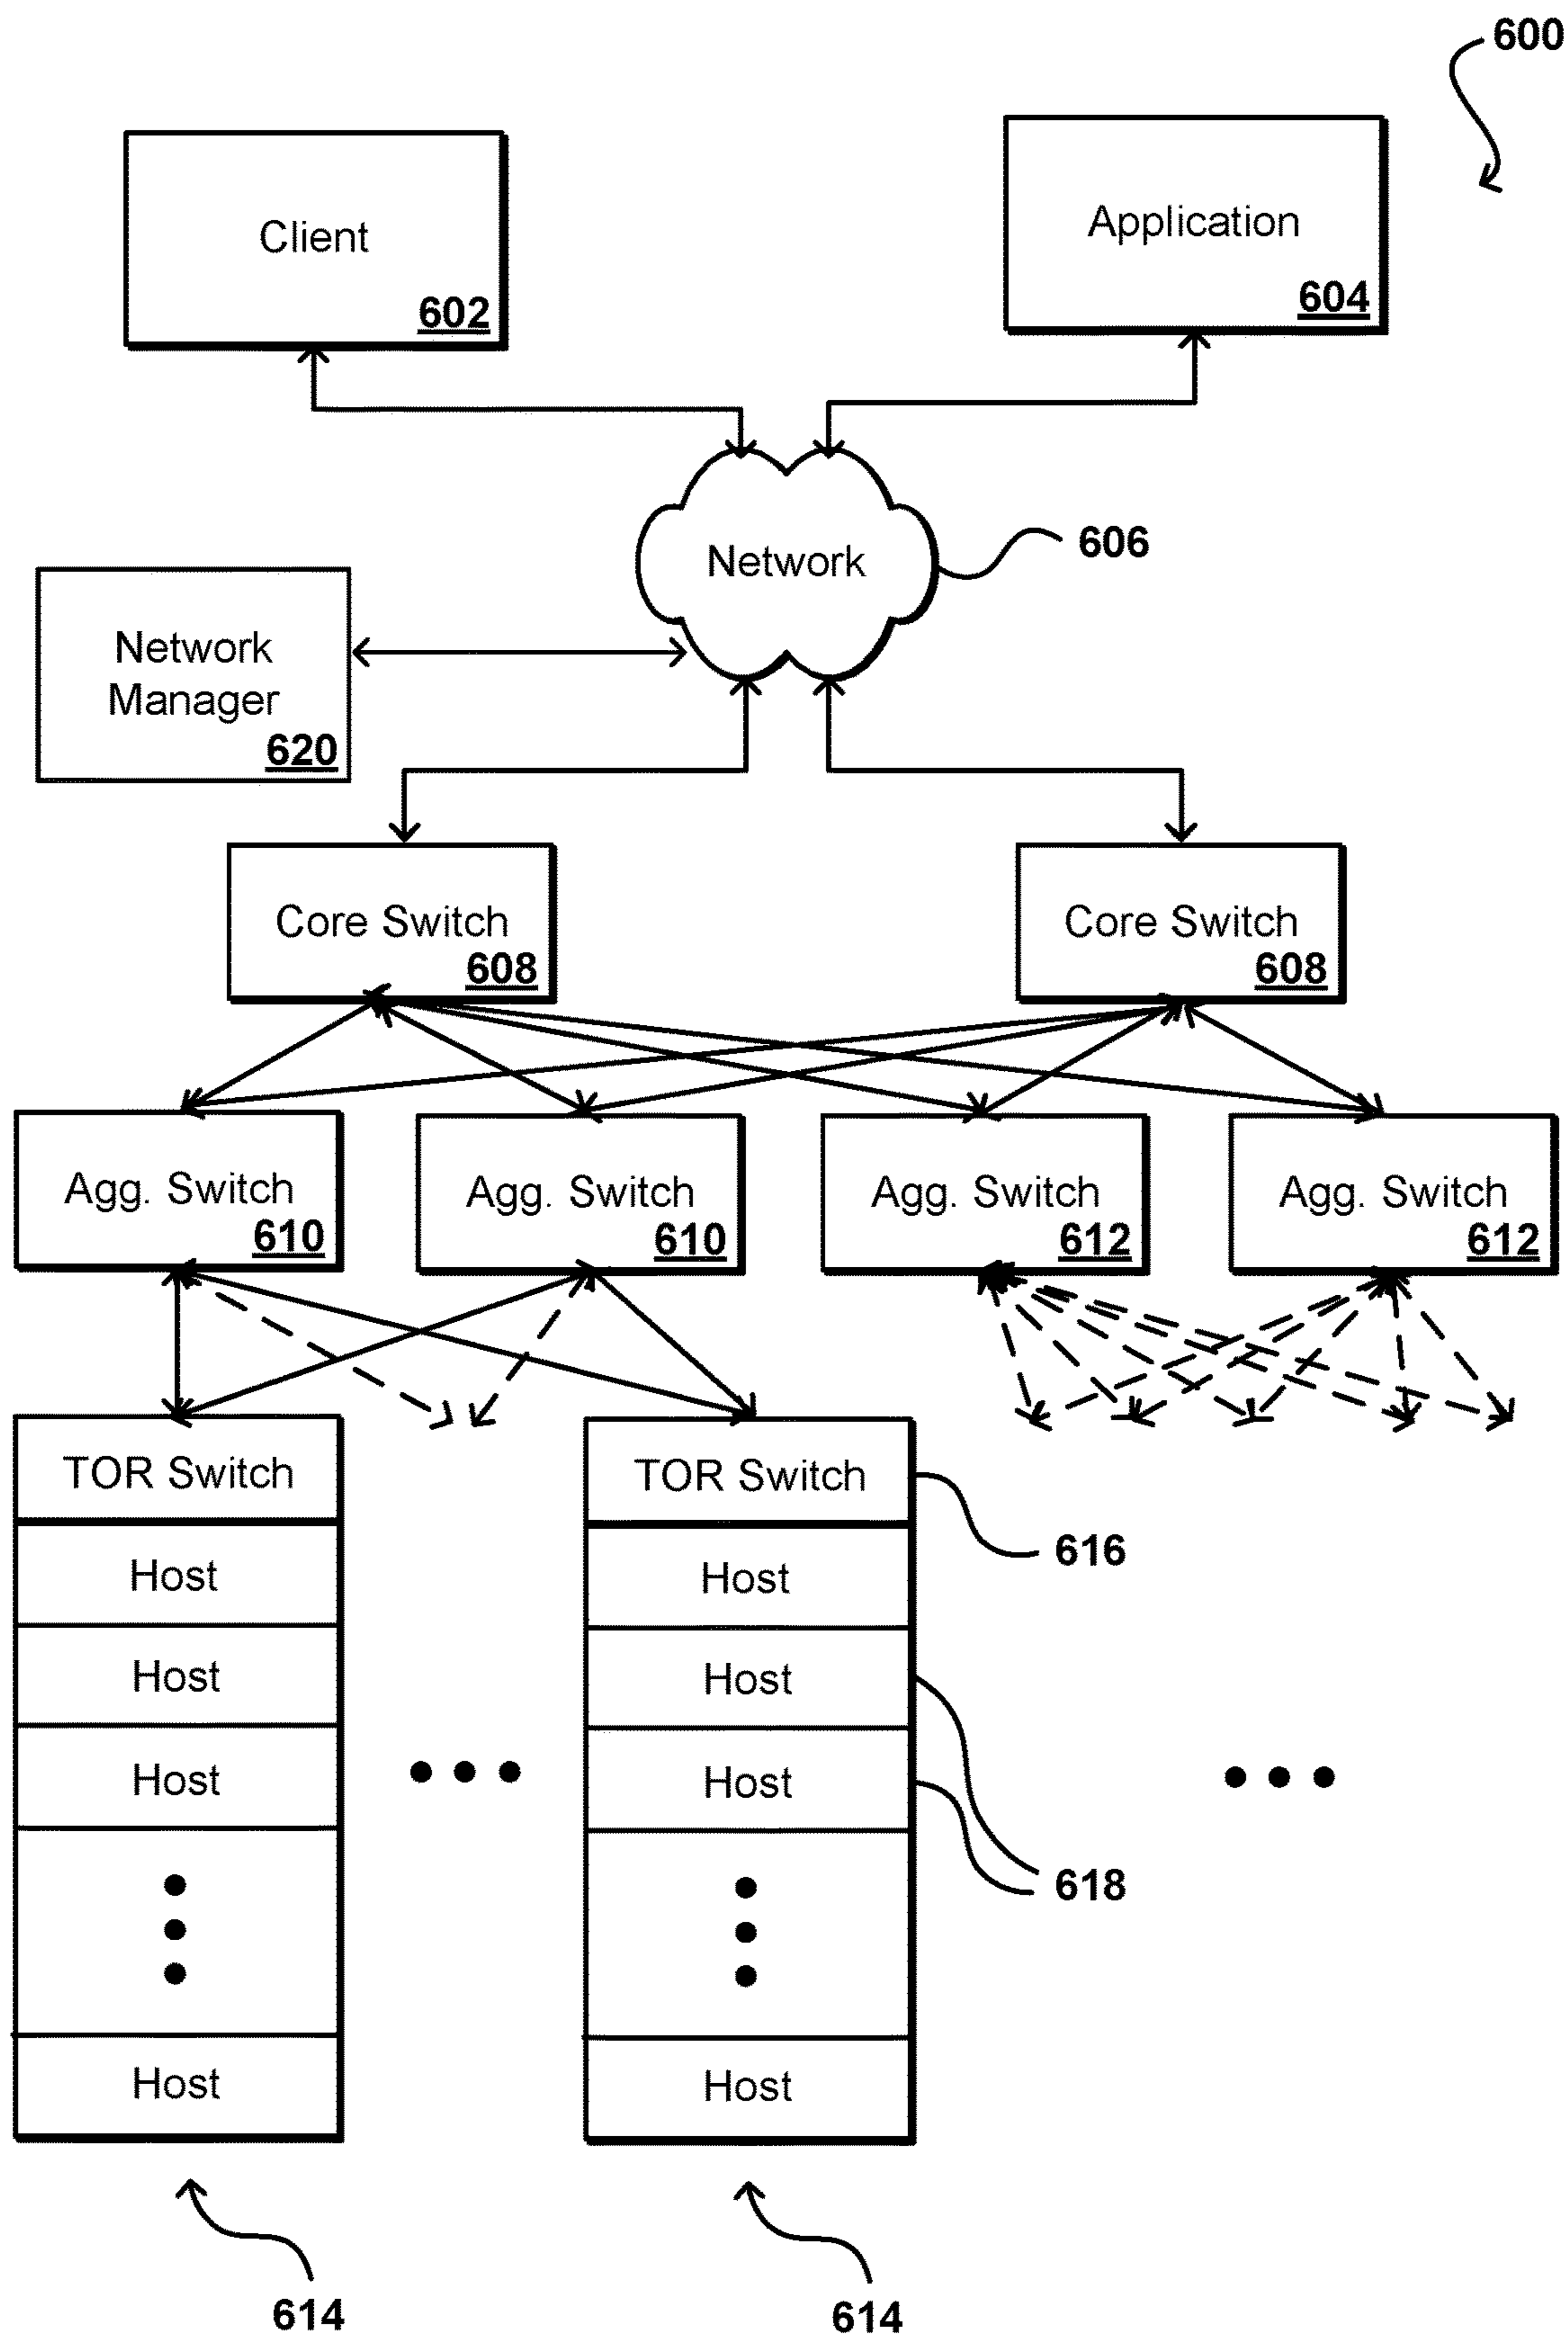 600
Client
602
Application
604
Network
606
Network
Manager
620
Core Switch
608
Core Switch
608
Agg. Switch
610
Agg. Switch
610
Agg. Switch
612
Agg. Switch
612
TOR Switch
Host
Host
Host
Host
TOR Switch
616
Host
Host
Host
618
Host
614
614